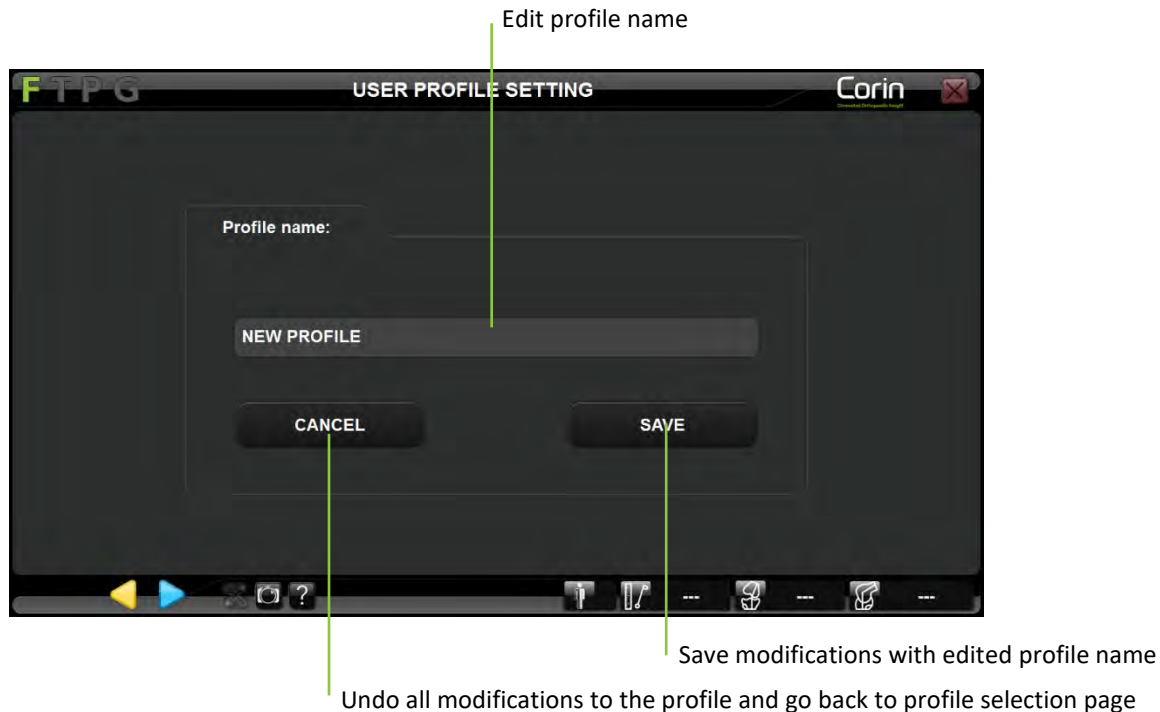 Edit profile name
FTPG
USER PROFILE SETTING
Corin
Profile name:
NEW PROFILE
CANCEL
SAVE
?
---
---
---
Save modifications with edited profile name
Undo all modifications to the profile and go back to profile selection page